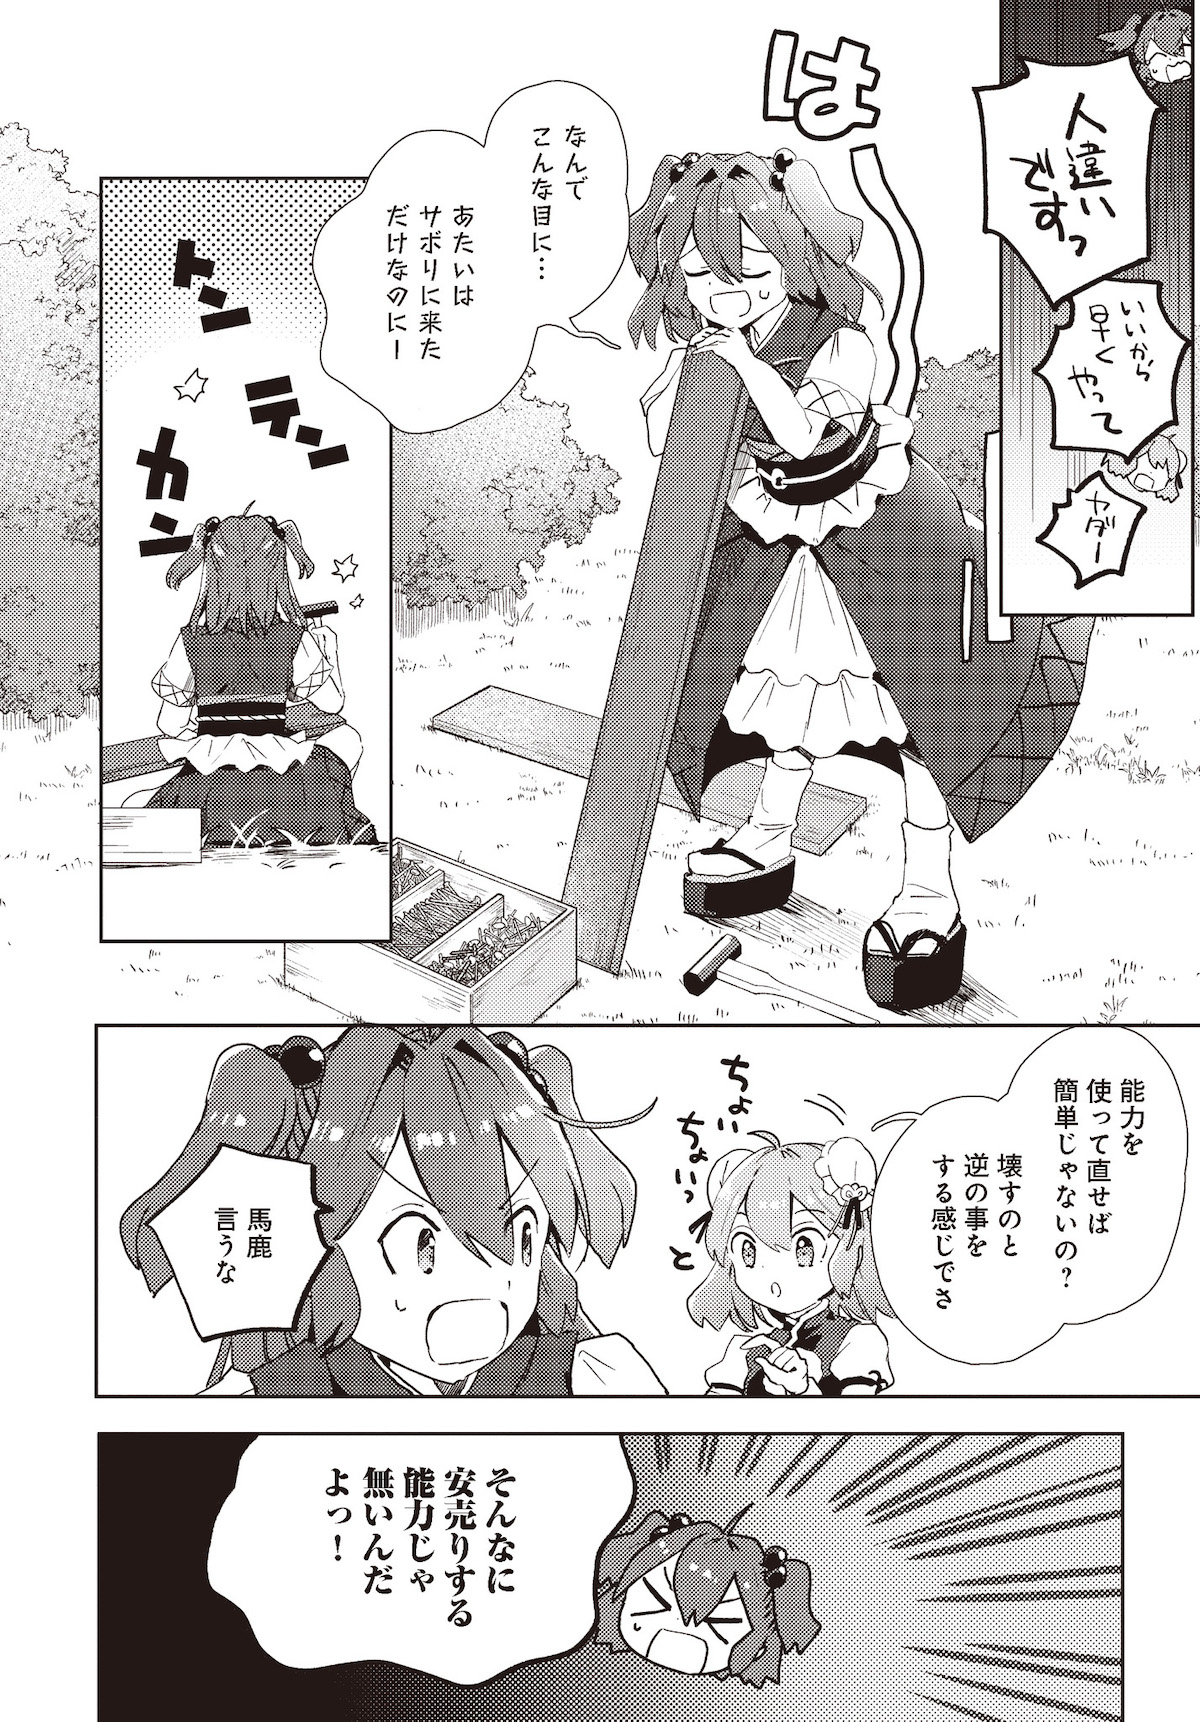 人違い
ですっ
いいから
早く
やって
ガダー
は
なんで
こんな目に…
あたいは
サボりに来た
だけなのにー
トン
テン
カン
能力を
使って直せば
簡単じゃないの？
壊すのと
逆の事を
する感じでさ
ちょい
ちょいっ
と
馬鹿
言うな
そんなに
安売りする
能力じゃ
無いんだ
よっ！